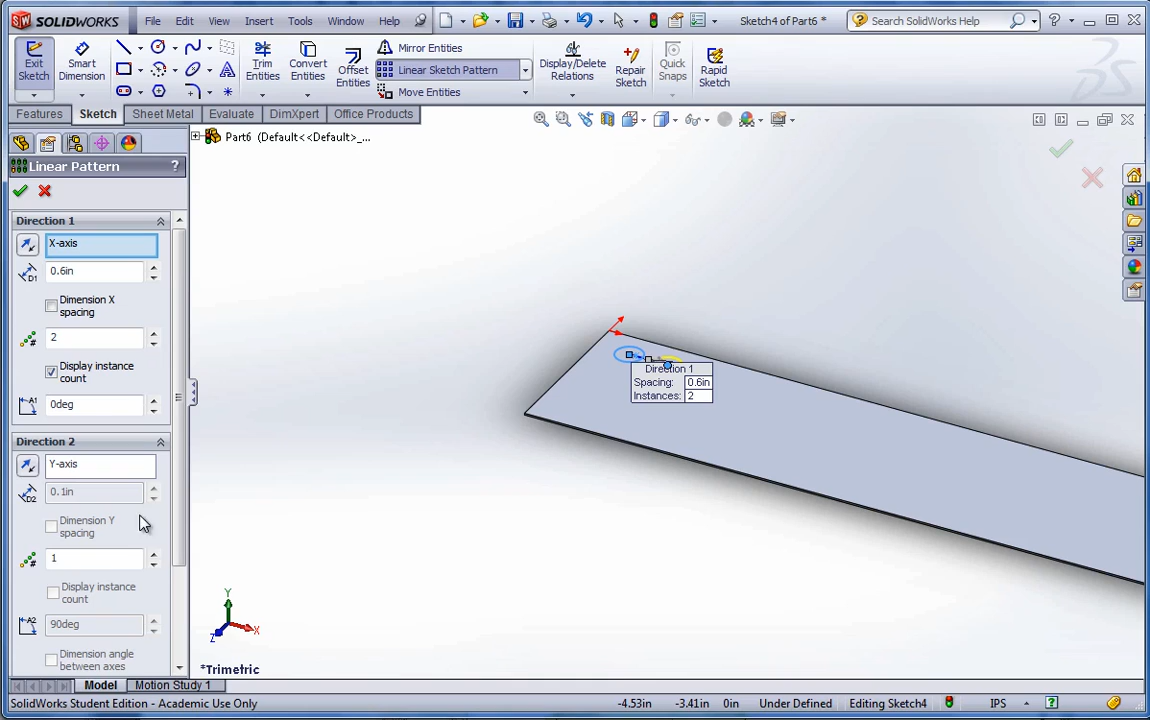 SOLIDWORKS File Edit View Insert Tools Window Help Sketch4 of Part6 * Search SolidWorks Help
Exit Sketch
Smart Dimension
Trim Entities
Convert Entities
Offset Entities
Mirror Entities
Linear Sketch Pattern
Move Entities
Display/Delete Relations
Repair Sketch
Quick Snaps
Rapid Sketch
Features Sketch Sheet Metal Evaluate DimXpert Office Products
Part6 (Default<<Default>_...
Linear Pattern ?
Direction 1
X-axis
D1 0.6in
Dimension X
spacing
# 2
Display instance
count
A1 0deg
Direction 2
Y-axis
D2 0.1in
Dimension Y
spacing
# 1
Display instance
count
A2 90deg
Dimension angle
between axes
Direction 1
Spacing: 0.6in
Instances: 2
Y
X
Z
*Trimetric
Model Motion Study 1
SolidWorks Student Edition - Academic Use Only -4.53in -3.41in 0in Under Defined Editing Sketch4 IPS ?